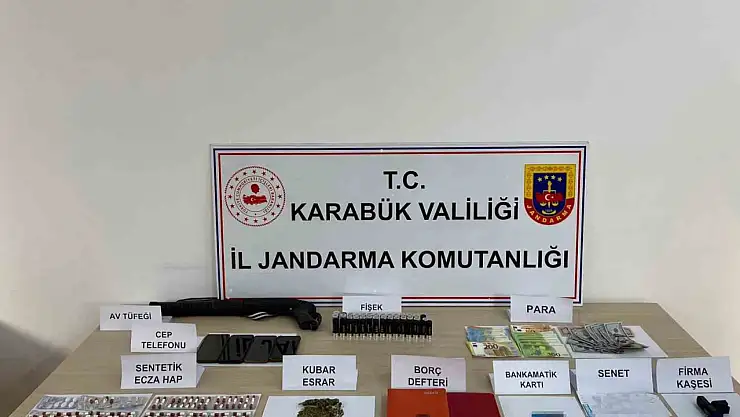 T.C.
KARABÜK VALİLİĞİ
İL JANDARMA KOMUTANLIĞI
JANDARMA
AV TÜFEĞİ
FİŞEK
PARA
CEP
TELEFONU
SENTETİK
ECZA HAP
KUBAR
ESRAR
BORÇ
DEFTERİ
BANKAMATİK
KARTI
SENET
FİRMA
KAŞESİ